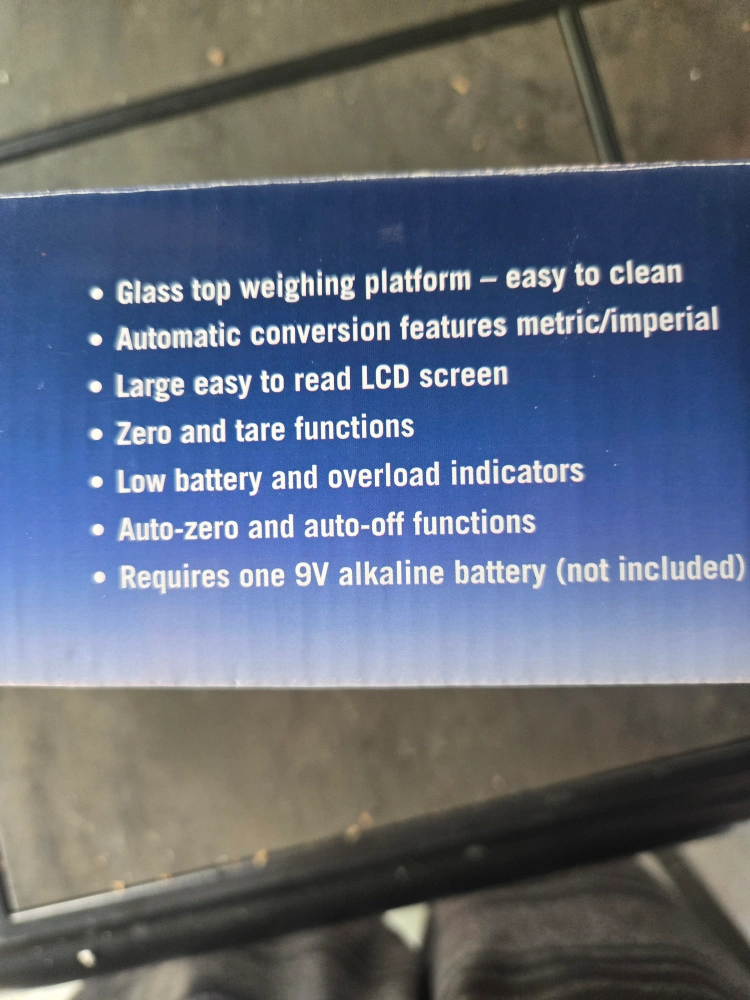 • Glass top weighing platform – easy to clean
• Automatic conversion features metric/imperial
• Large easy to read LCD screen
• Zero and tare functions
• Low battery and overload indicators
• Auto-zero and auto-off functions
• Requires one 9V alkaline battery (not included)